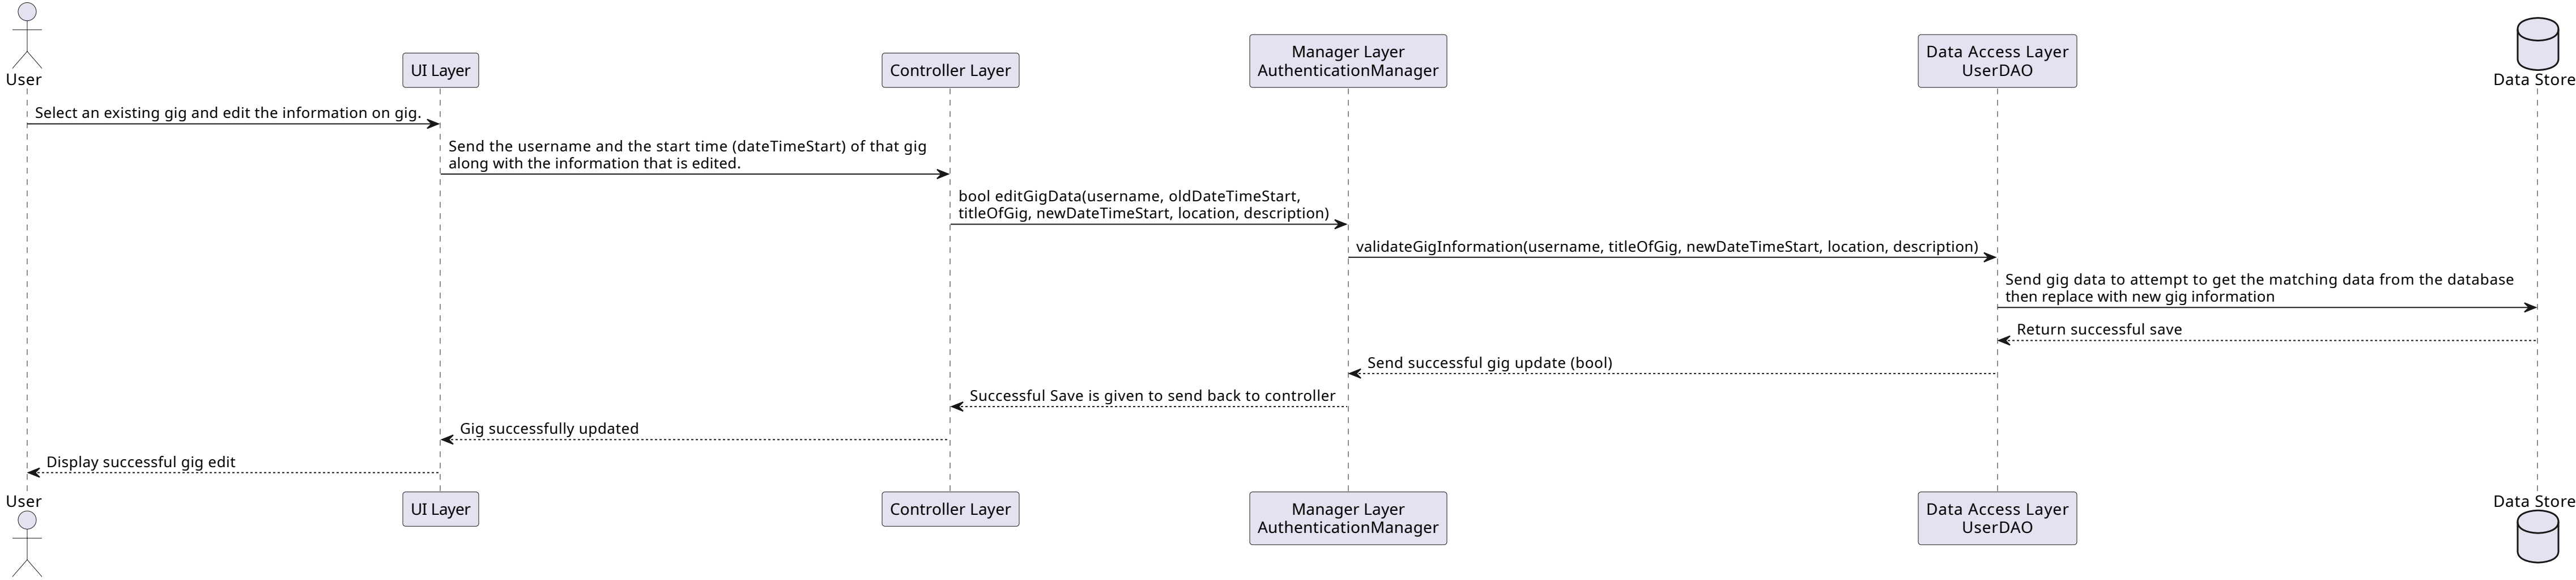 User
UI Layer
Controller Layer
Manager Layer
AuthenticationManager
Data Access Layer
UserDAO
Data Store
Select an existing gig and edit the information on gig.
Send the username and the start time (dateTimeStart) of that gig
along with the information that is edited.
bool editGigData(username, oldDateTimeStart,
titleOfGig, newDateTimeStart, location, description)
validateGigInformation(username, titleOfGig, newDateTimeStart, location, description)
Send gig data to attempt to get the matching data from the database
then replace with new gig information
Return successful save
Send successful gig update (bool)
Successful Save is given to send back to controller
Gig successfully updated
Display successful gig edit
User
UI Layer
Controller Layer
Manager Layer
AuthenticationManager
Data Access Layer
UserDAO
Data Store